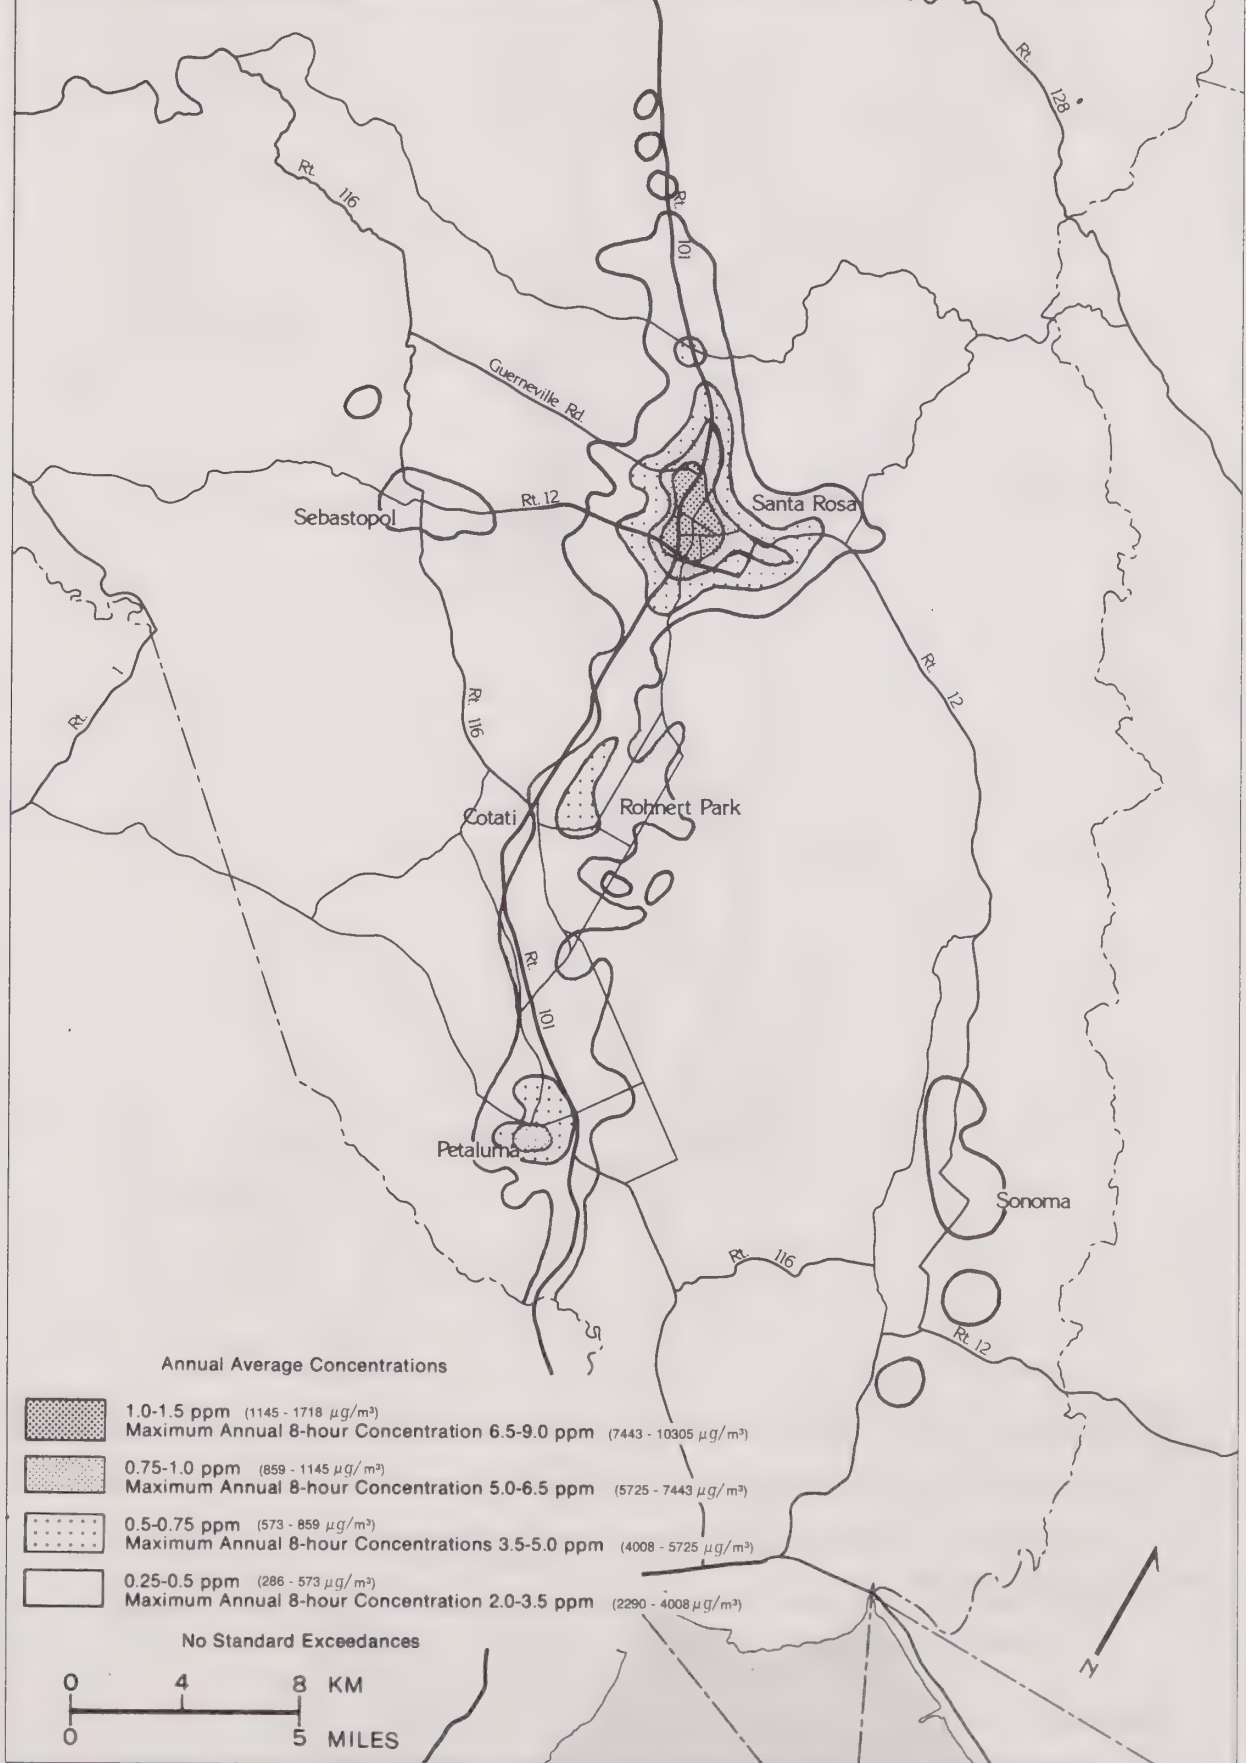 Rt.
128
Rt.
116
Rt.
101
Guerneville Rd.
Rt. 12
Santa Rosa
Sebastopol
Rt.
12
Rt.
1
Rt.
116
Cotati
Rohnert Park
Rt.
101
Petaluma
Sonoma
Rt.
116
Rt. 12
Annual Average Concentrations
1.0-1.5 ppm (1145 - 1718 μg/m³)
Maximum Annual 8-hour Concentration 6.5-9.0 ppm (7443 - 10305 μg/m³)
0.75-1.0 ppm (859 - 1145 μg/m³)
Maximum Annual 8-hour Concentration 5.0-6.5 ppm (5725 - 7443 μg/m³)
0.5-0.75 ppm (573 - 859 μg/m³)
Maximum Annual 8-hour Concentrations 3.5-5.0 ppm (4008 - 5725 μg/m³)
0.25-0.5 ppm (286 - 573 μg/m³)
Maximum Annual 8-hour Concentration 2.0-3.5 ppm (2290 - 4008 μg/m³)
No Standard Exceedances
N
0 4 8 KM
0 5 MILES